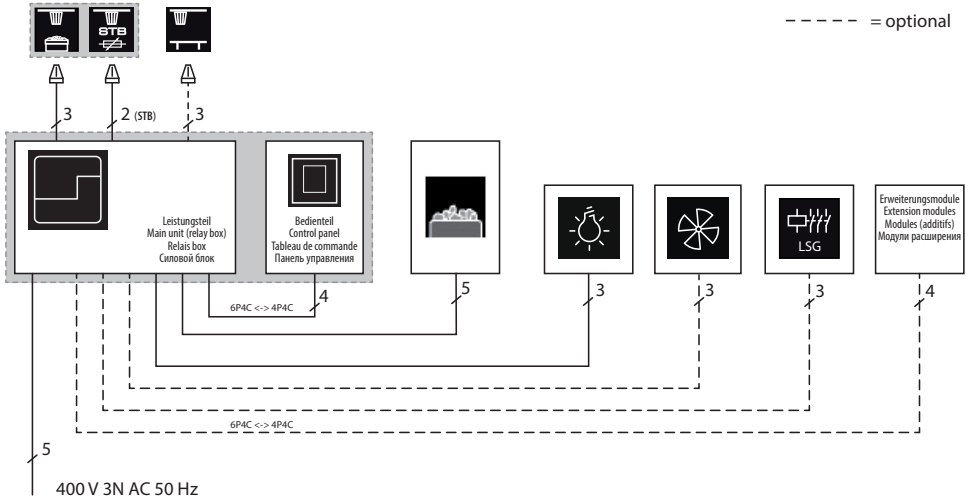 STB
= optional
3
2 (STB)
3
Leistungsteil
Main unit (relay box)
Relais box
Силовой блок
Bedienteil
Control panel
Tableau de commande
Панель управления
LSG
Erweiterungsmodule
Extension modules
Modules (additifs)
Модули расширения
6P4C <-> 4P4C
4
5
3
3
3
4
6P4C <-> 4P4C
5
400 V 3N AC 50 Hz